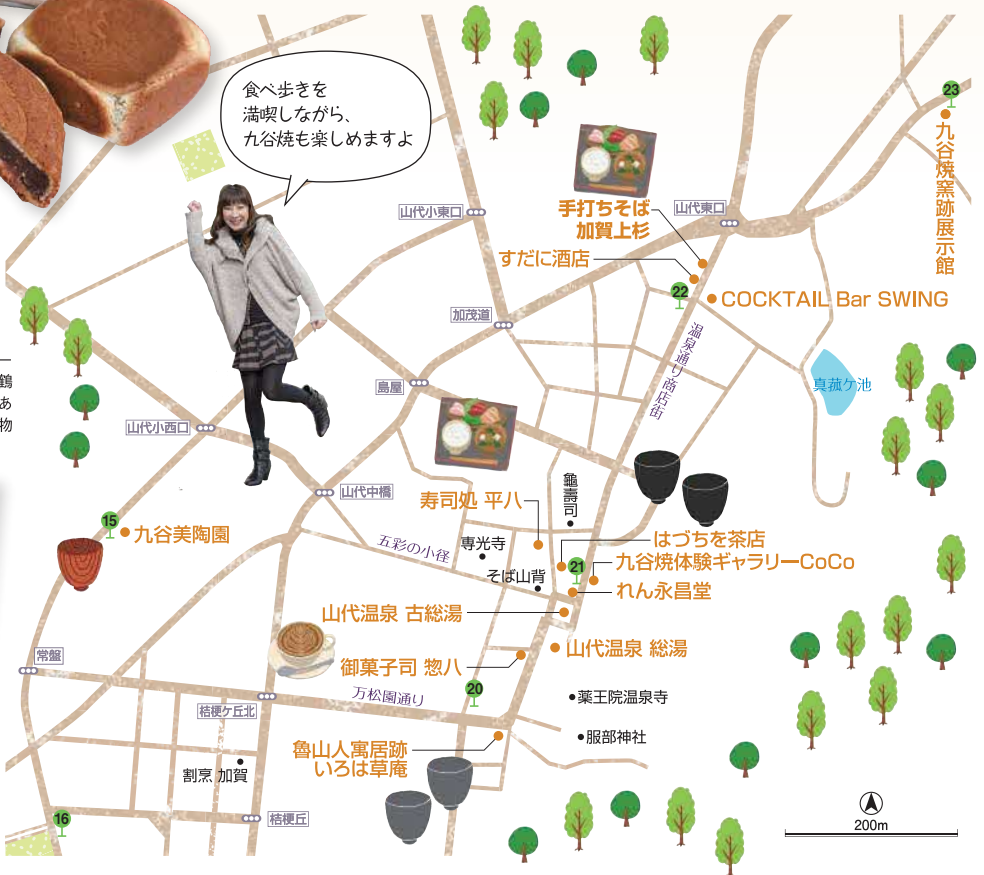 食べ歩きを
満喫しながら、
九谷焼も楽しめますよ
23
九谷焼窯跡展示館
山代小東口
山代東口
手打ちそば
加賀上杉
すだに酒店
22
COCKTAIL Bar SWING
加茂道
温泉通り商店街
真菰ケ池
島屋
ー
鶴
あ
物
山代小西口
山代中橋
寿司処 平八
龜壽司
15
九谷美陶園
五彩の小径
専光寺
はづちを茶店
21
九谷焼体験ギャラリーCoCo
そば山背
れん永昌堂
山代温泉 古総湯
山代温泉 総湯
常盤
御菓子司 惣八
20
万松園通り
薬王院温泉寺
桔梗ケ丘北
服部神社
魯山人寓居跡
いろは草庵
割烹 加賀
16
桔梗丘
200m